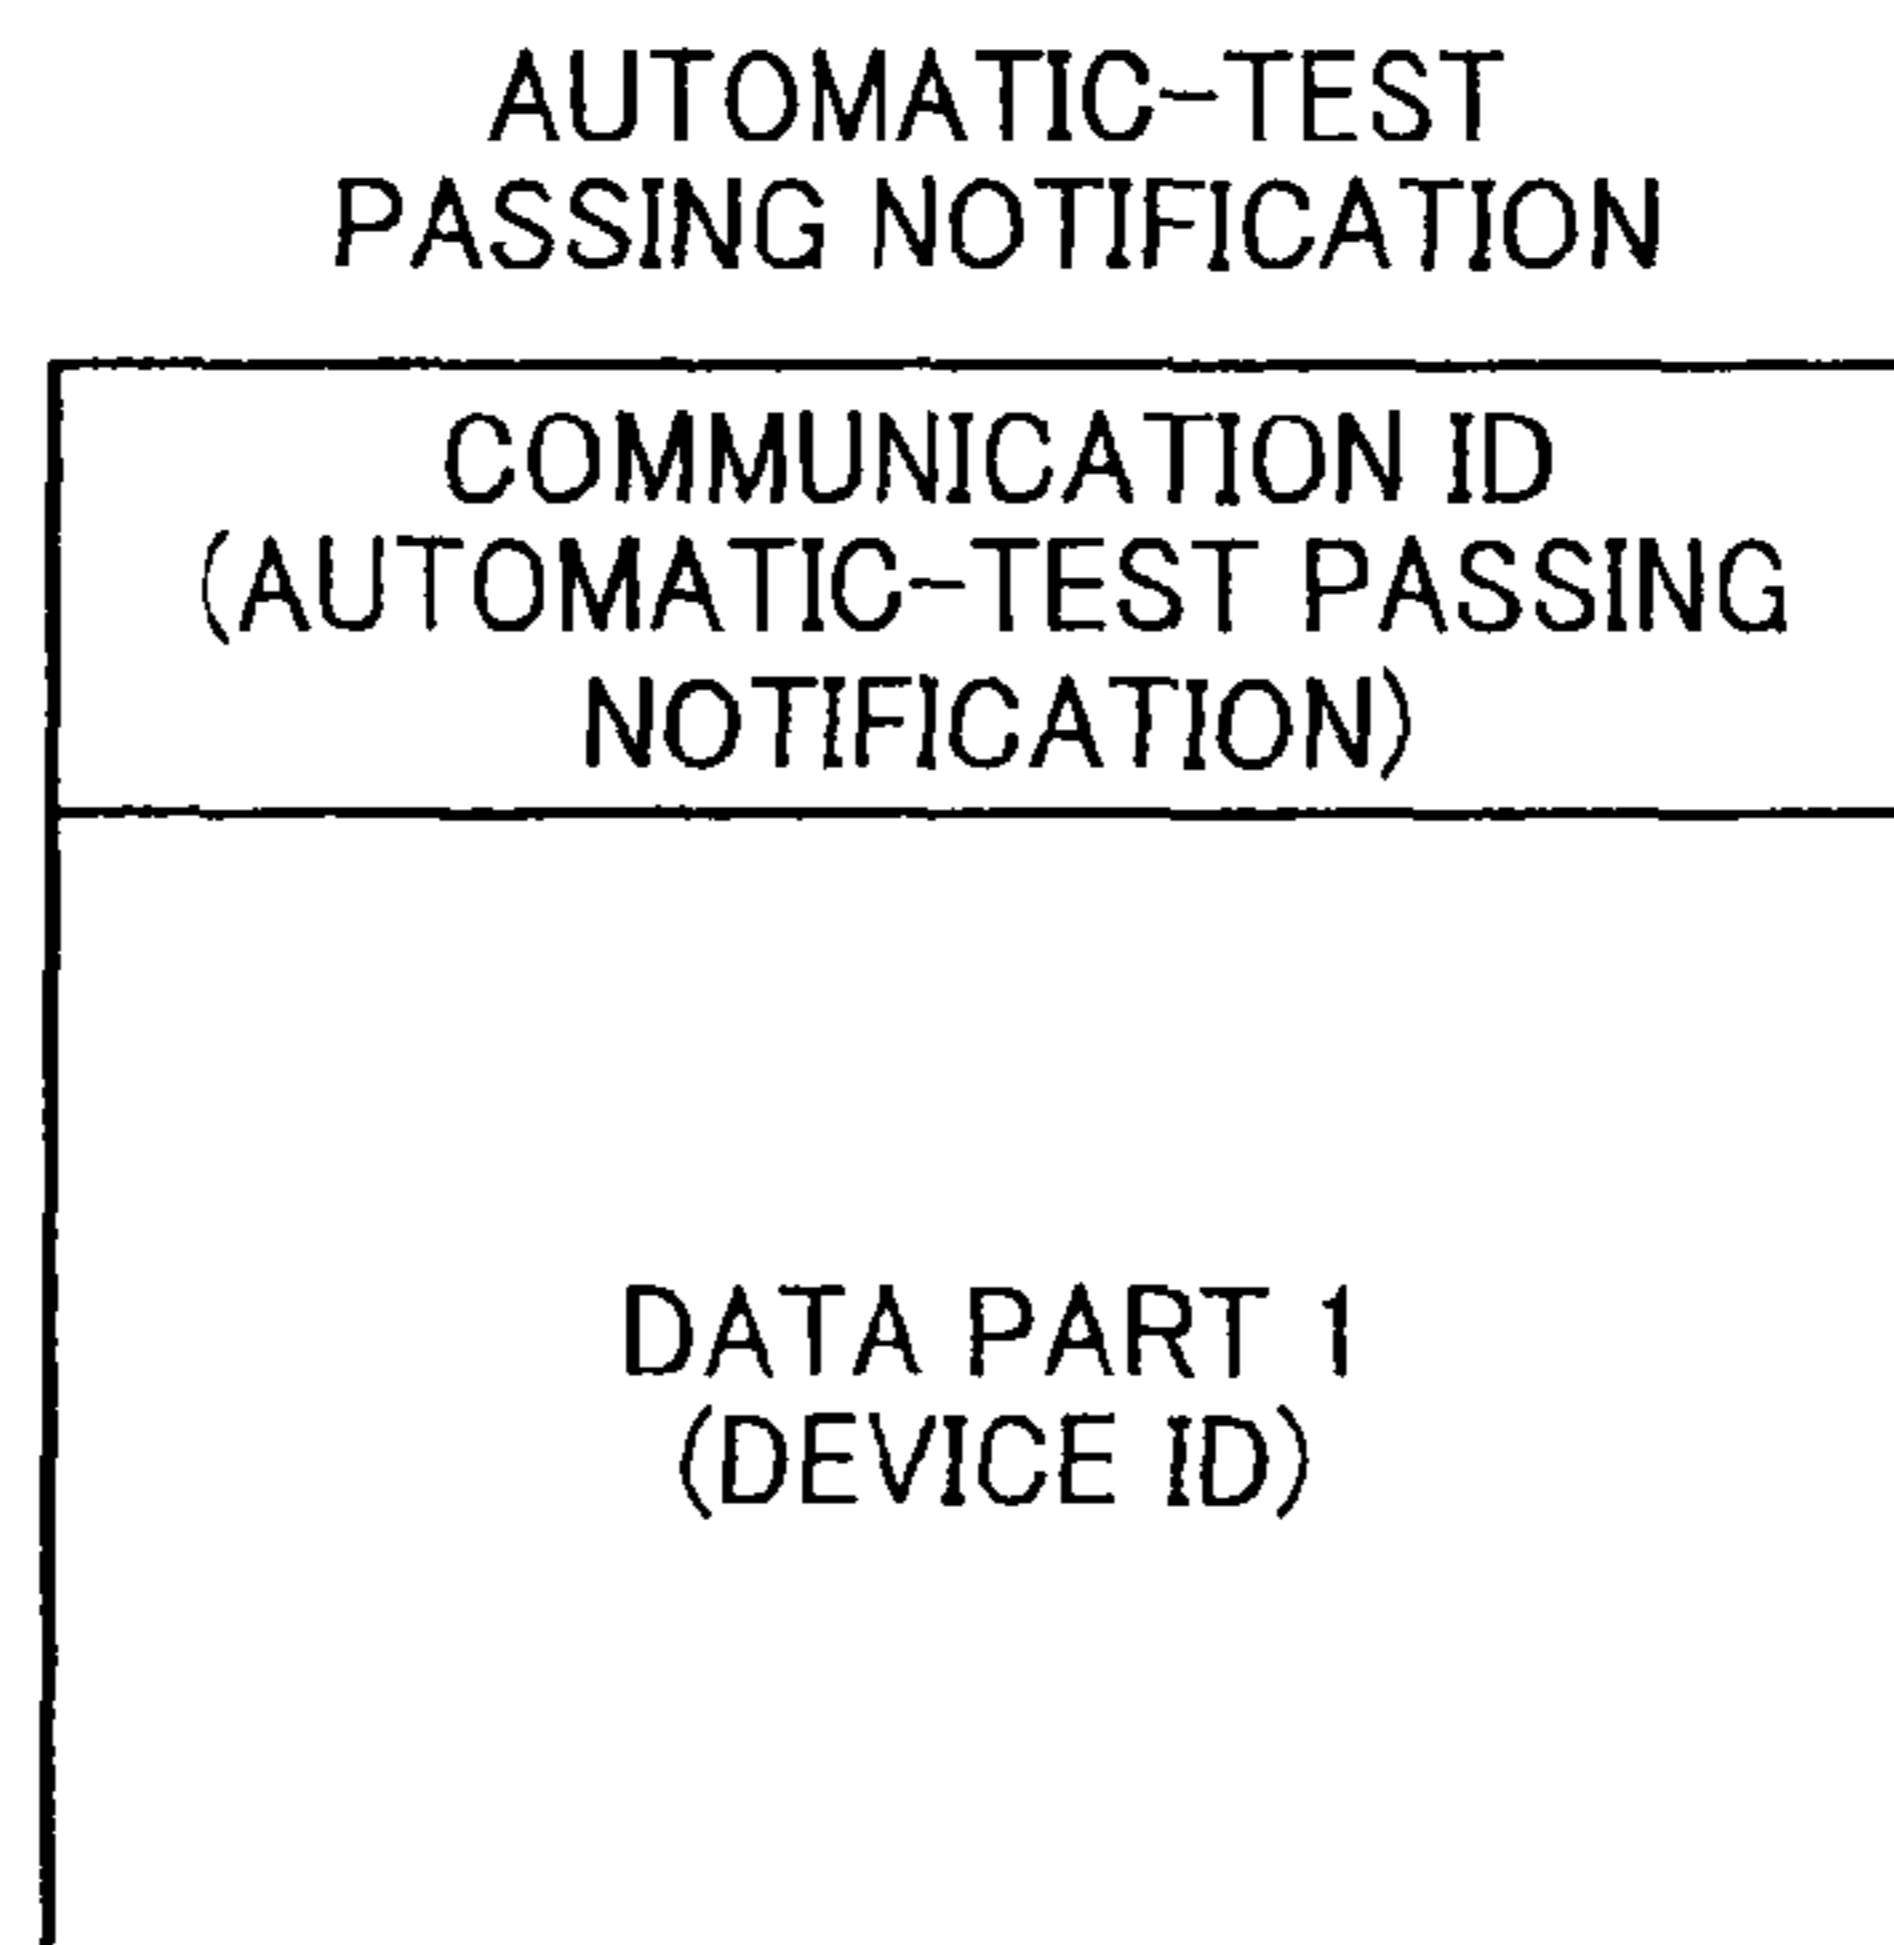 AUTOMATIC-TEST
PASSING NOTIFICATION
COMMUNICATION ID
(AUTOMATIC-TEST PASSING
NOTIFICATION)
DATA PART 1
(DEVICE ID)